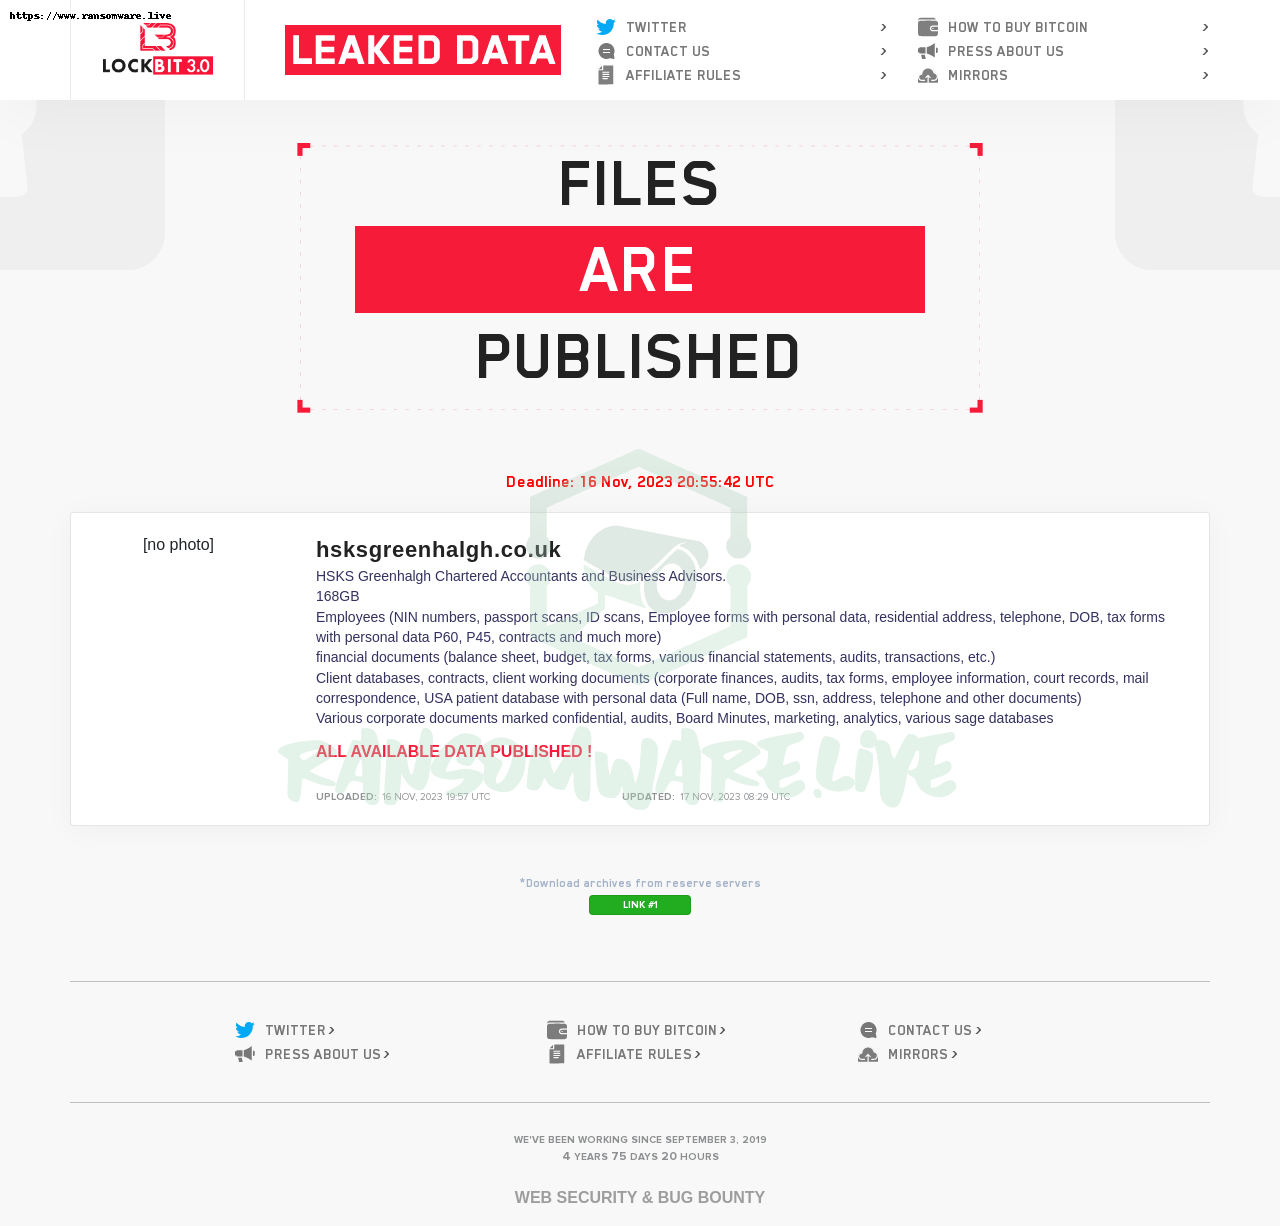 https://www.ransomware.live
LOCKBIT 3.0
LEAKED DATA
TWITTER
CONTACT US
AFFILIATE RULES
HOW TO BUY BITCOIN
PRESS ABOUT US
MIRRORS
FILES
ARE
PUBLISHED
Deadline: 16 Nov, 2023 20:55:42 UTC
[no photo]
hsksgreenhalgh.co.uk
HSKS Greenhalgh Chartered Accountants and Business Advisors.
168GB
Employees (NIN numbers, passport scans, ID scans, Employee forms with personal data, residential address, telephone, DOB, tax forms
with personal data P60, P45, contracts and much more)
financial documents (balance sheet, budget, tax forms, various financial statements, audits, transactions, etc.)
Client databases, contracts, client working documents (corporate finances, audits, tax forms, employee information, court records, mail
correspondence, USA patient database with personal data (Full name, DOB, ssn, address, telephone and other documents)
Various corporate documents marked confidential, audits, Board Minutes, marketing, analytics, various sage databases
ALL AVAILABLE DATA PUBLISHED !
RANSOMWARE.LIVE
UPLOADED: 16 NOV, 2023 19:57 UTC
UPDATED: 17 NOV, 2023 08:29 UTC
*Download archives from reserve servers
LINK #1
TWITTER
HOW TO BUY BITCOIN
CONTACT US
PRESS ABOUT US
AFFILIATE RULES
MIRRORS
WE'VE BEEN WORKING SINCE SEPTEMBER 3, 2019
4 YEARS 75 DAYS 20 HOURS
WEB SECURITY & BUG BOUNTY